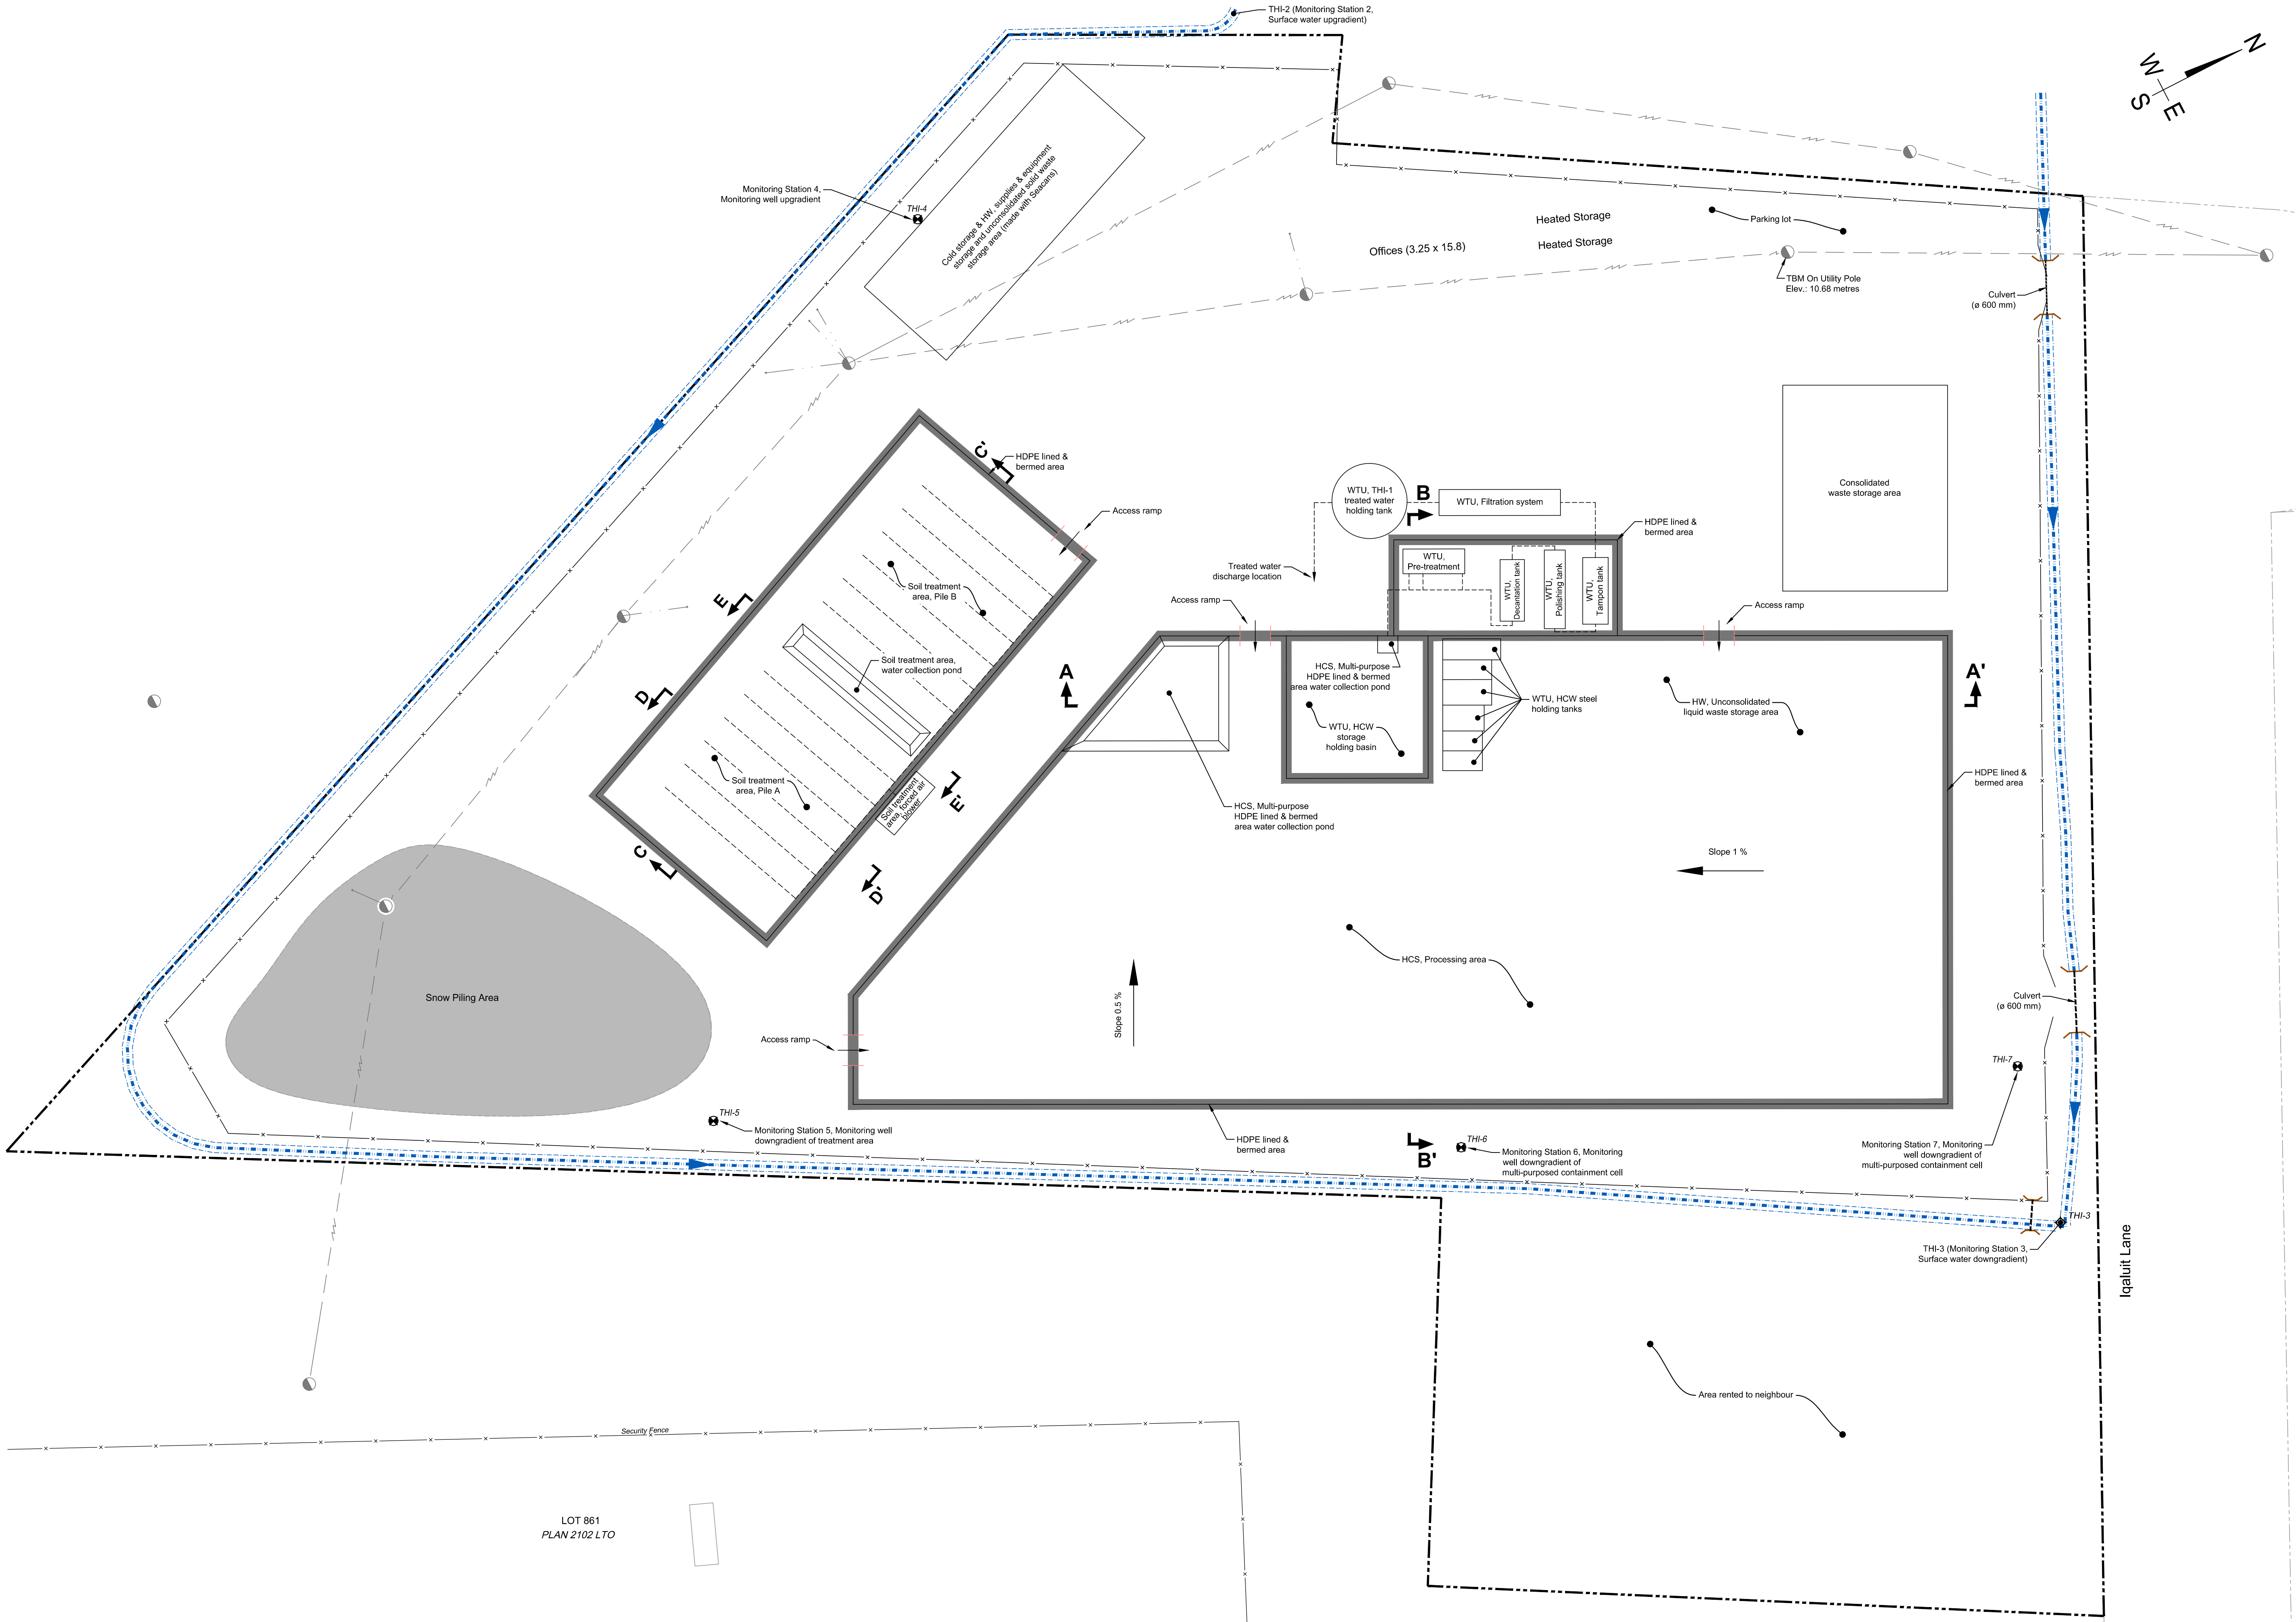 THI-2 (Monitoring Station 2,
Surface water upgradient)
N
W
S
E
Monitoring Station 4,
Monitoring well upgradient
THI-4
Cold storage & HW, supplies & equipment
storage and unconsolidated solid waste
storage area (made with Seacans)
Heated Storage
Heated Storage
Offices (3.25 x 15.8)
Parking lot
TBM On Utility Pole
Elev.: 10.68 metres
Culvert
(ø 600 mm)
C'
HDPE lined &
bermed area
Access ramp
WTU, THI-1
treated water
holding tank
B
WTU, Filtration system
HDPE lined &
bermed area
Consolidated
waste storage area
WTU,
Pre-treatment
WTU,
Decantation tank
WTU,
Polishing tank
WTU,
Tampon tank
Treated water
discharge location
Access ramp
Access ramp
E
Soil treatment
area, Pile B
Soil treatment area,
water collection pond
D
A
A'
HCS, Multi-purpose
HDPE lined & bermed
area water collection pond
WTU, HCW
storage
holding basin
WTU, HCW steel
holding tanks
HW, Unconsolidated
liquid waste storage area
Soil treatment
area, Pile A
Soil treatment
area, forced air
blower
E'
HDPE lined &
bermed area
HCS, Multi-purpose
HDPE lined & bermed
area water collection pond
C
D'
Slope 1 %
HCS, Processing area
Slope 0.5 %
Snow Piling Area
Access ramp
Culvert
(ø 600 mm)
THI-7
THI-5
Monitoring Station 5, Monitoring well
downgradient of treatment area
HDPE lined &
bermed area
B'
THI-6
Monitoring Station 6, Monitoring
well downgradient of
multi-purposed containment cell
Monitoring Station 7, Monitoring
well downgradient of
multi-purposed containment cell
THI-3
THI-3 (Monitoring Station 3,
Surface water downgradient)
Iqaluit Lane
Area rented to neighbour
Security Fence
LOT 861
PLAN 2102 LTO